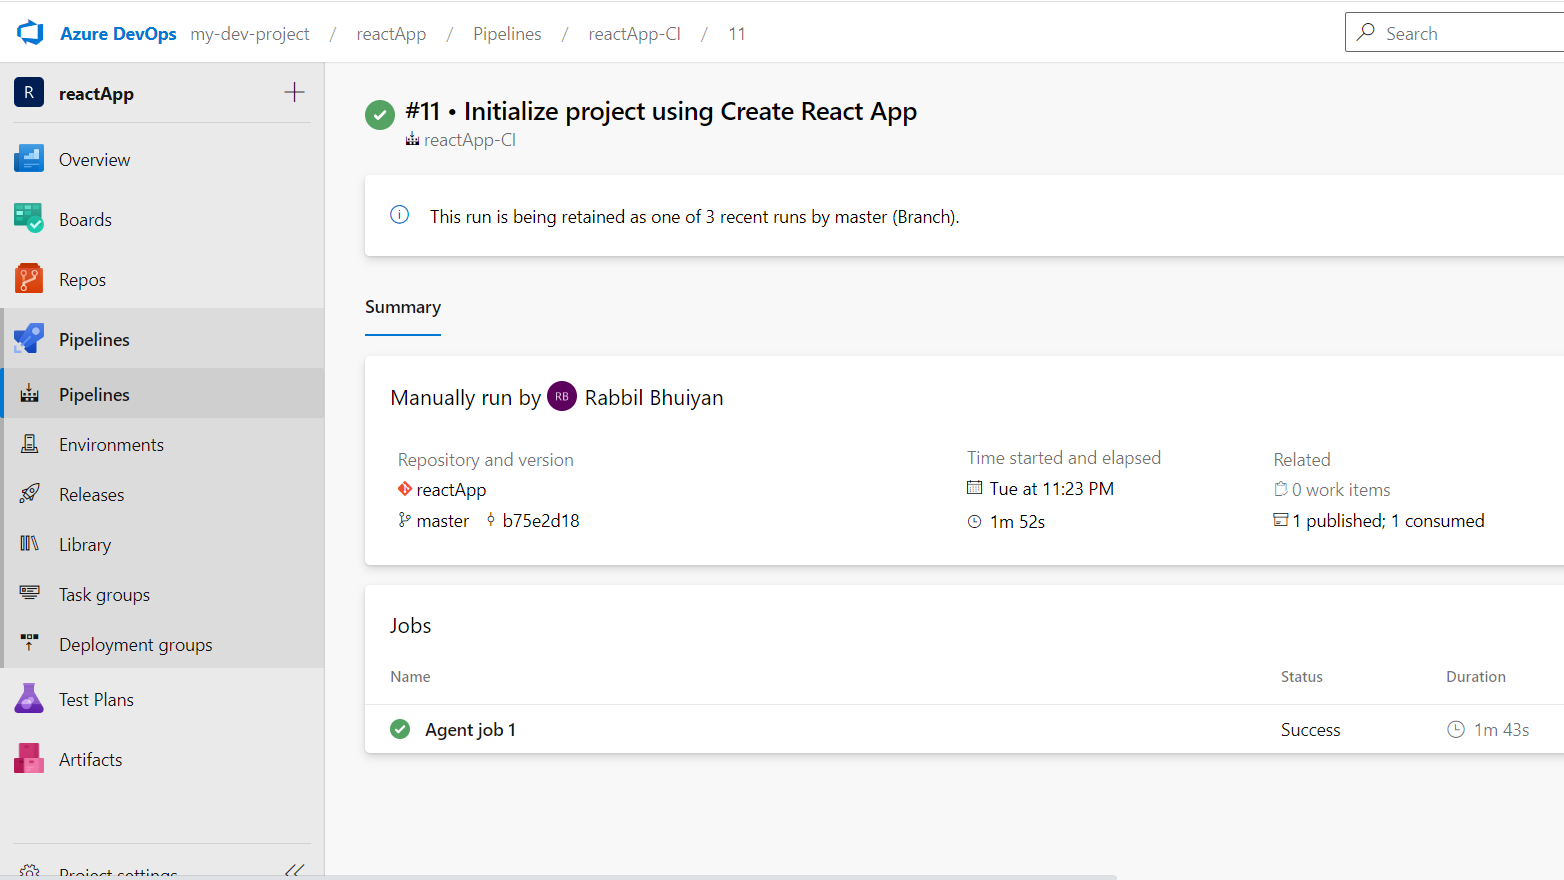 Azure DevOps my-dev-project / reactApp / Pipelines / reactApp-CI / 11
Search
R reactApp
Overview
Boards
Repos
Pipelines
Pipelines
Environments
Releases
Library
Task groups
Deployment groups
Test Plans
Artifacts
Project settings
#11 • Initialize project using Create React App
reactApp-CI
This run is being retained as one of 3 recent runs by master (Branch).
Summary
Manually run by RB Rabbil Bhuiyan
Repository and version
reactApp
master b75e2d18
Time started and elapsed
Tue at 11:23 PM
1m 52s
Related
0 work items
1 published; 1 consumed
Jobs
Name Status Duration
Agent job 1 Success 1m 43s